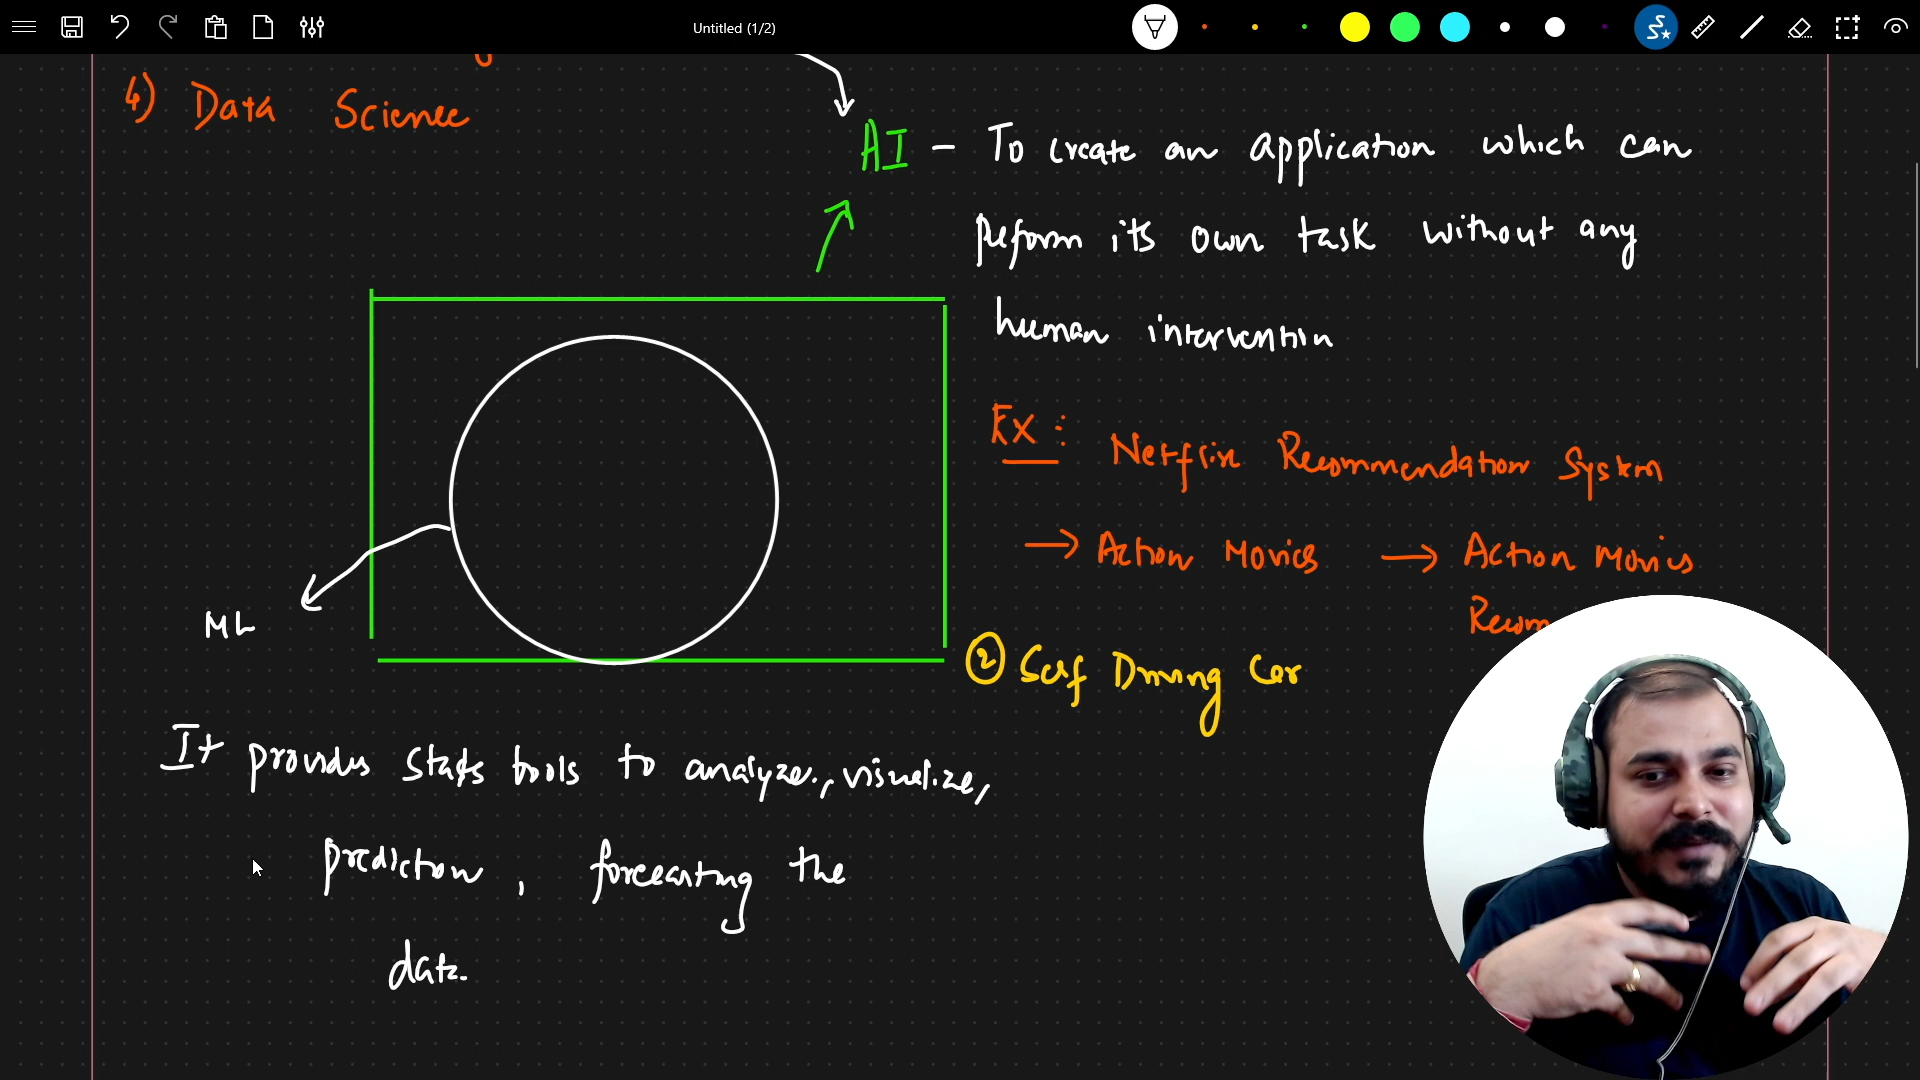 Untitled (1/2)
4) Data Science
AI - To create an application which can
peform its own task without any
human intervention
Ex: Netflix Recommendation System
→ Action Movies → Action Movies
Recom
ML
② Self Driving Car
It provides stats tools to analyze, visualize,
prediction, forecasting the
data.